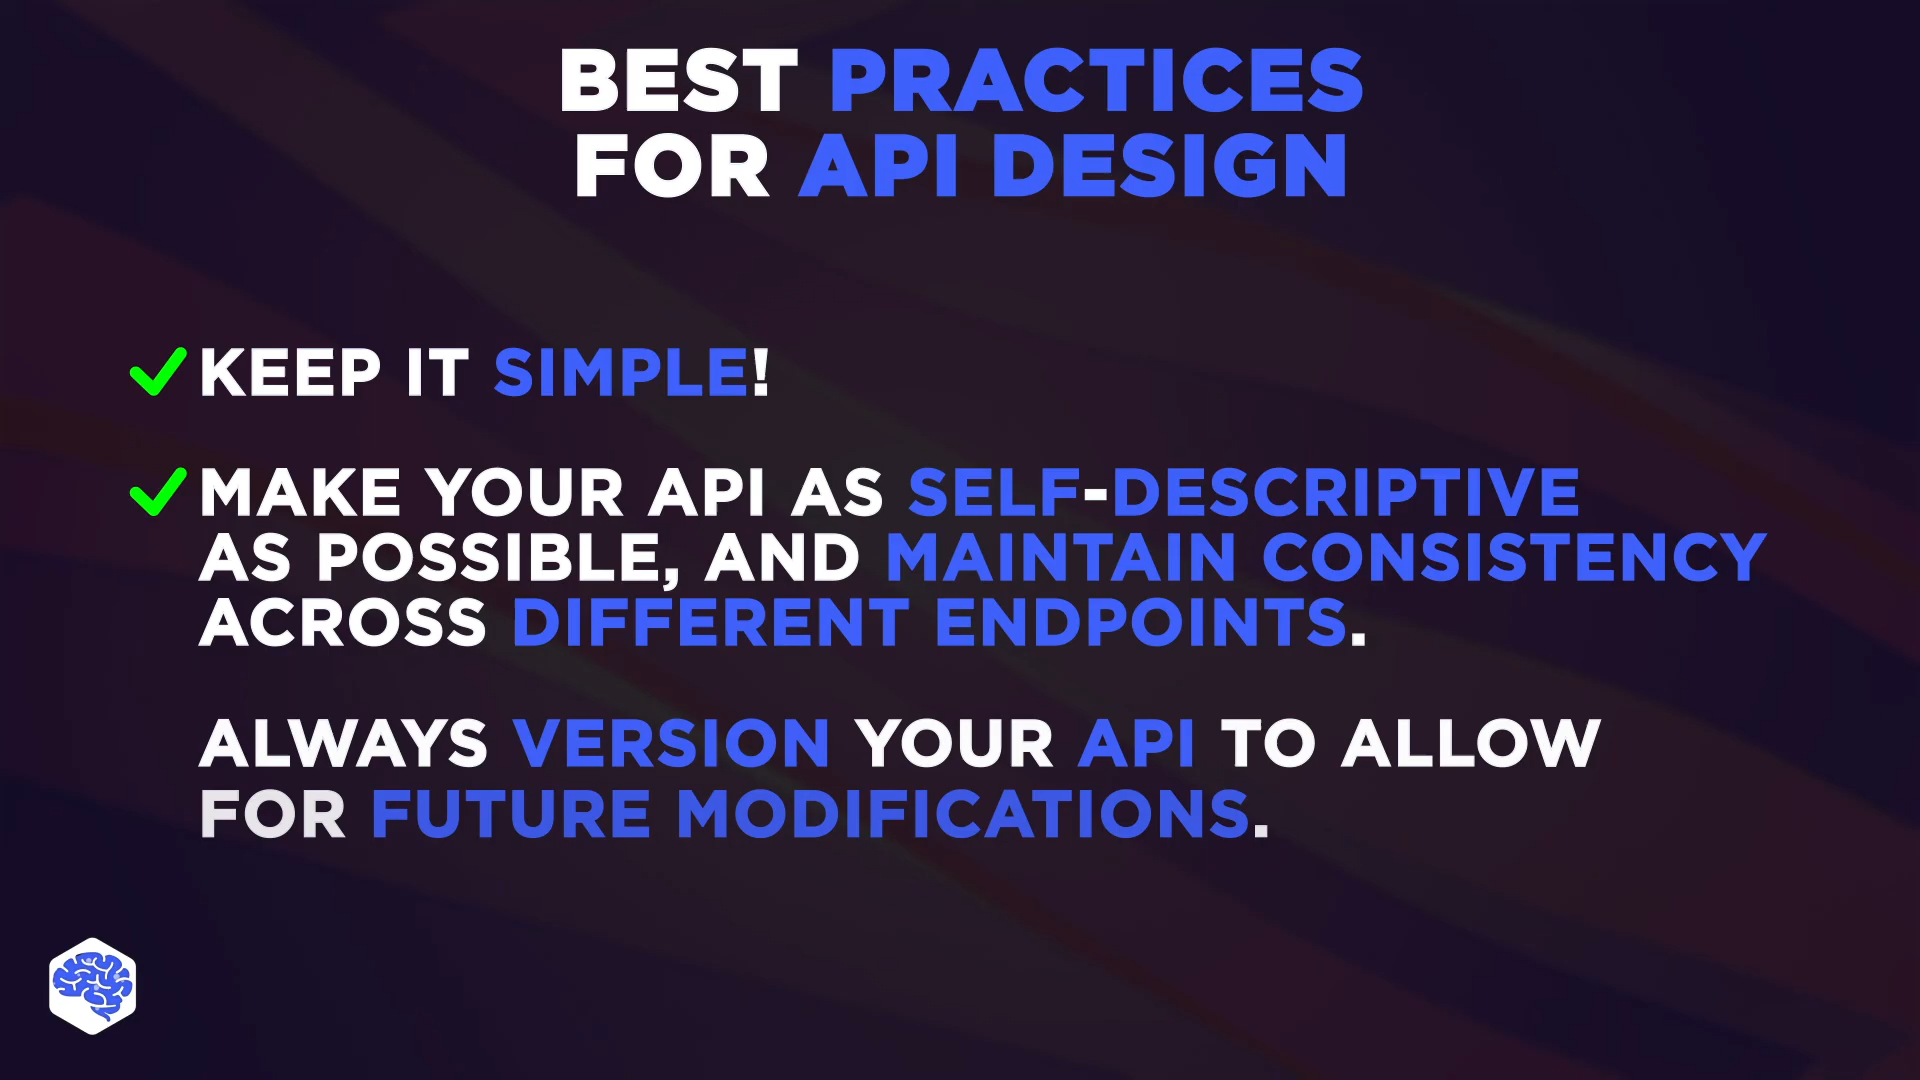 BEST PRACTICES
FOR API DESIGN
KEEP IT SIMPLE!
MAKE YOUR API AS SELF-DESCRIPTIVE
AS POSSIBLE, AND MAINTAIN CONSISTENCY
ACROSS DIFFERENT ENDPOINTS.
ALWAYS VERSION YOUR API TO ALLOW
FOR FUTURE MODIFICATIONS.